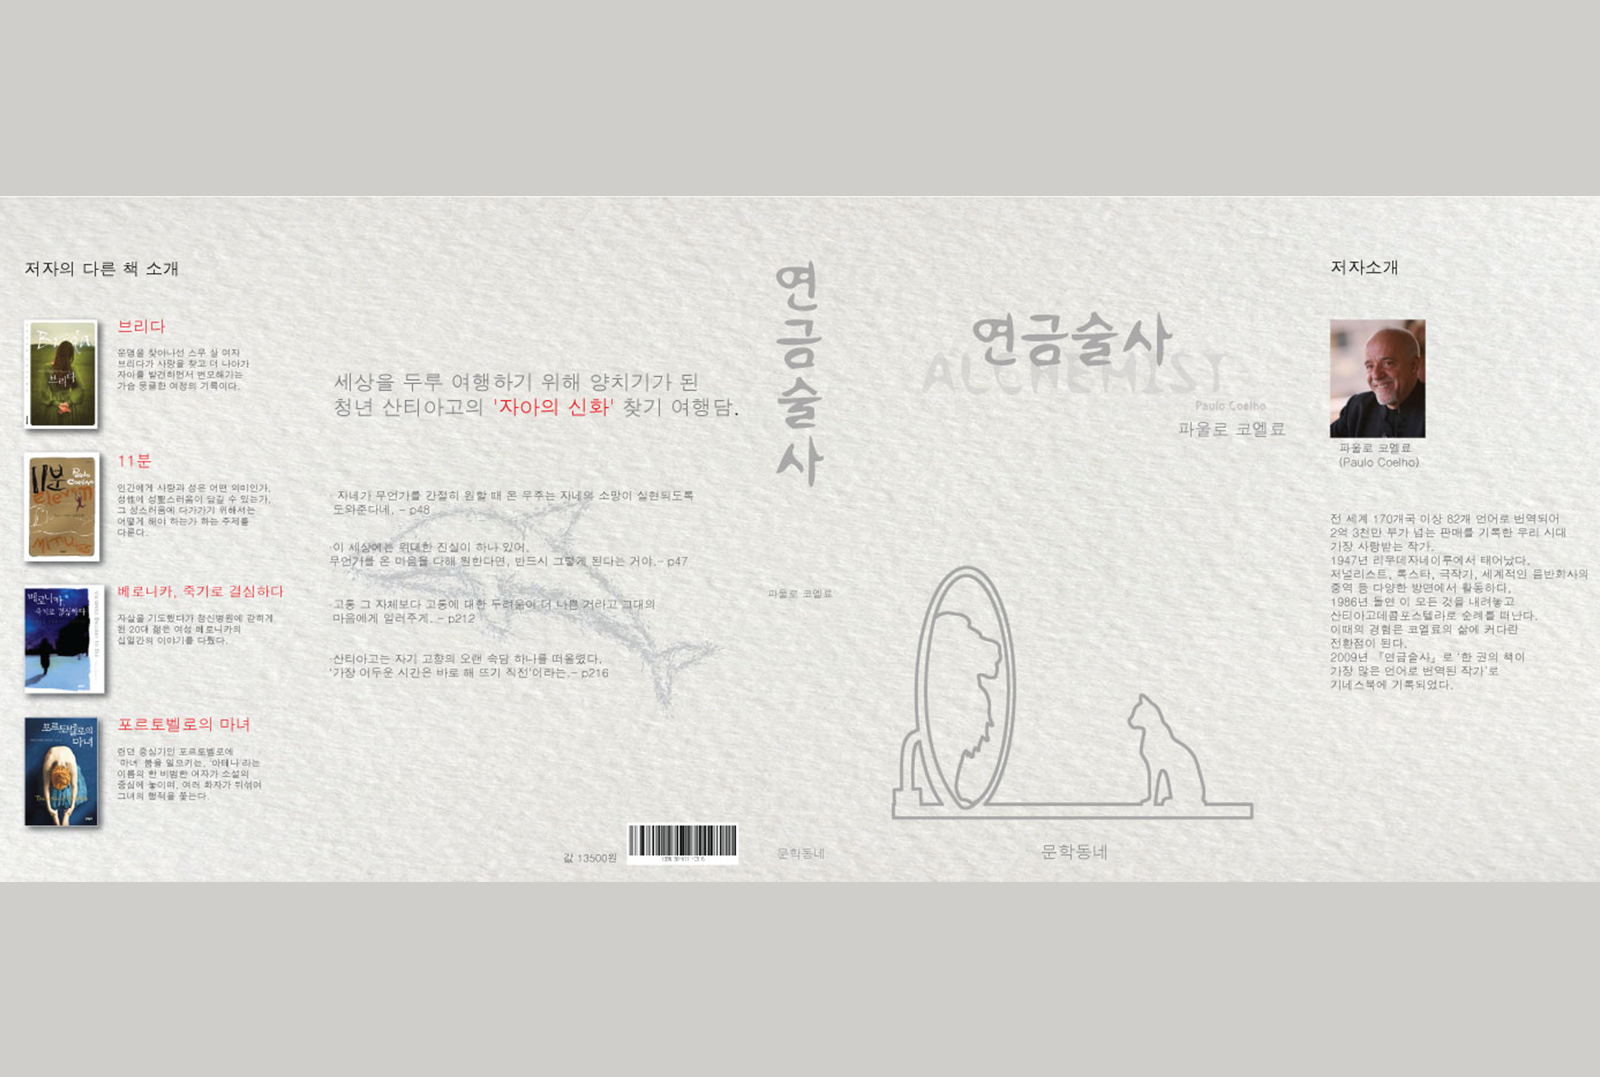 저자의 다른 책 소개
브리다
운명을 찾아나선 스무 살 여자
브리다가 사랑을 찾고 더 나아가
자아를 발견하면서 변모해가는
가슴 뭉클한 여정의 기록이다.
11분
인간에게 사랑과 성은 어떤 의미인가,
성性에 성聖스러움이 담길 수 있는가,
그 성스러움에 다가가기 위해서는
어떻게 해야 하는가 하는 주제를
다룬다.
베로니카, 죽기로 결심하다
자살을 기도했다가 정신병원에 갇히게
된 20대 젊은 여성 베로니카의
십일간의 이야기를 다뤘다.
포르토벨로의 마녀
런던 중심가인 포르토벨로에
'마녀' 붐을 일으키는, '아테나'라는
이름의 한 비범한 여자가 소설의
중심에 놓이며, 여러 화자가 뒤섞여
그녀의 행적을 쫓는다.
브리다
11분
Paulo
Coelho
eleven
베로니카,
죽기로 결심하다
포르토벨로의
마녀
세상을 두루 여행하기 위해 양치기가 된
청년 산티아고의 '자아의 신화' 찾기 여행담.
· 자네가 무언가를 간절히 원할 때 온 우주는 자네의 소망이 실현되도록
도와준다네. - p48
·이 세상에는 위대한 진실이 하나 있어.
무언가를 온 마음을 다해 원한다면, 반드시 그렇게 된다는 거야.- p47
·고통 그 자체보다 고통에 대한 두려움이 더 나쁜 거라고 그대의
마음에게 일러주게. - p212
·산티아고는 자기 고향의 오랜 속담 하나를 떠올렸다.
'가장 어두운 시간은 바로 해 뜨기 직전'이라는.- p216
값 13500원
연금술사
파울로 코엘료
문학동네
연금술사
ALCHEMIST
Paulo Coelho
파울로 코엘료
문학동네
저자소개
파울로 코엘료
(Paulo Coelho)
전 세계 170개국 이상 82개 언어로 번역되어
2억 3천만 부가 넘는 판매를 기록한 우리 시대
가장 사랑받는 작가.
1947년 리우데자네이루에서 태어났다.
저널리스트, 록스타, 극작가, 세계적인 음반회사의
중역 등 다양한 방면에서 활동하다,
1986년 돌연 이 모든 것을 내려놓고
산티아고데콤포스텔라로 순례를 떠난다.
이때의 경험은 코엘료의 삶에 커다란
전환점이 된다.
2009년 『연금술사』로 '한 권의 책이
가장 많은 언어로 번역된 작가'로
기네스북에 기록되었다.